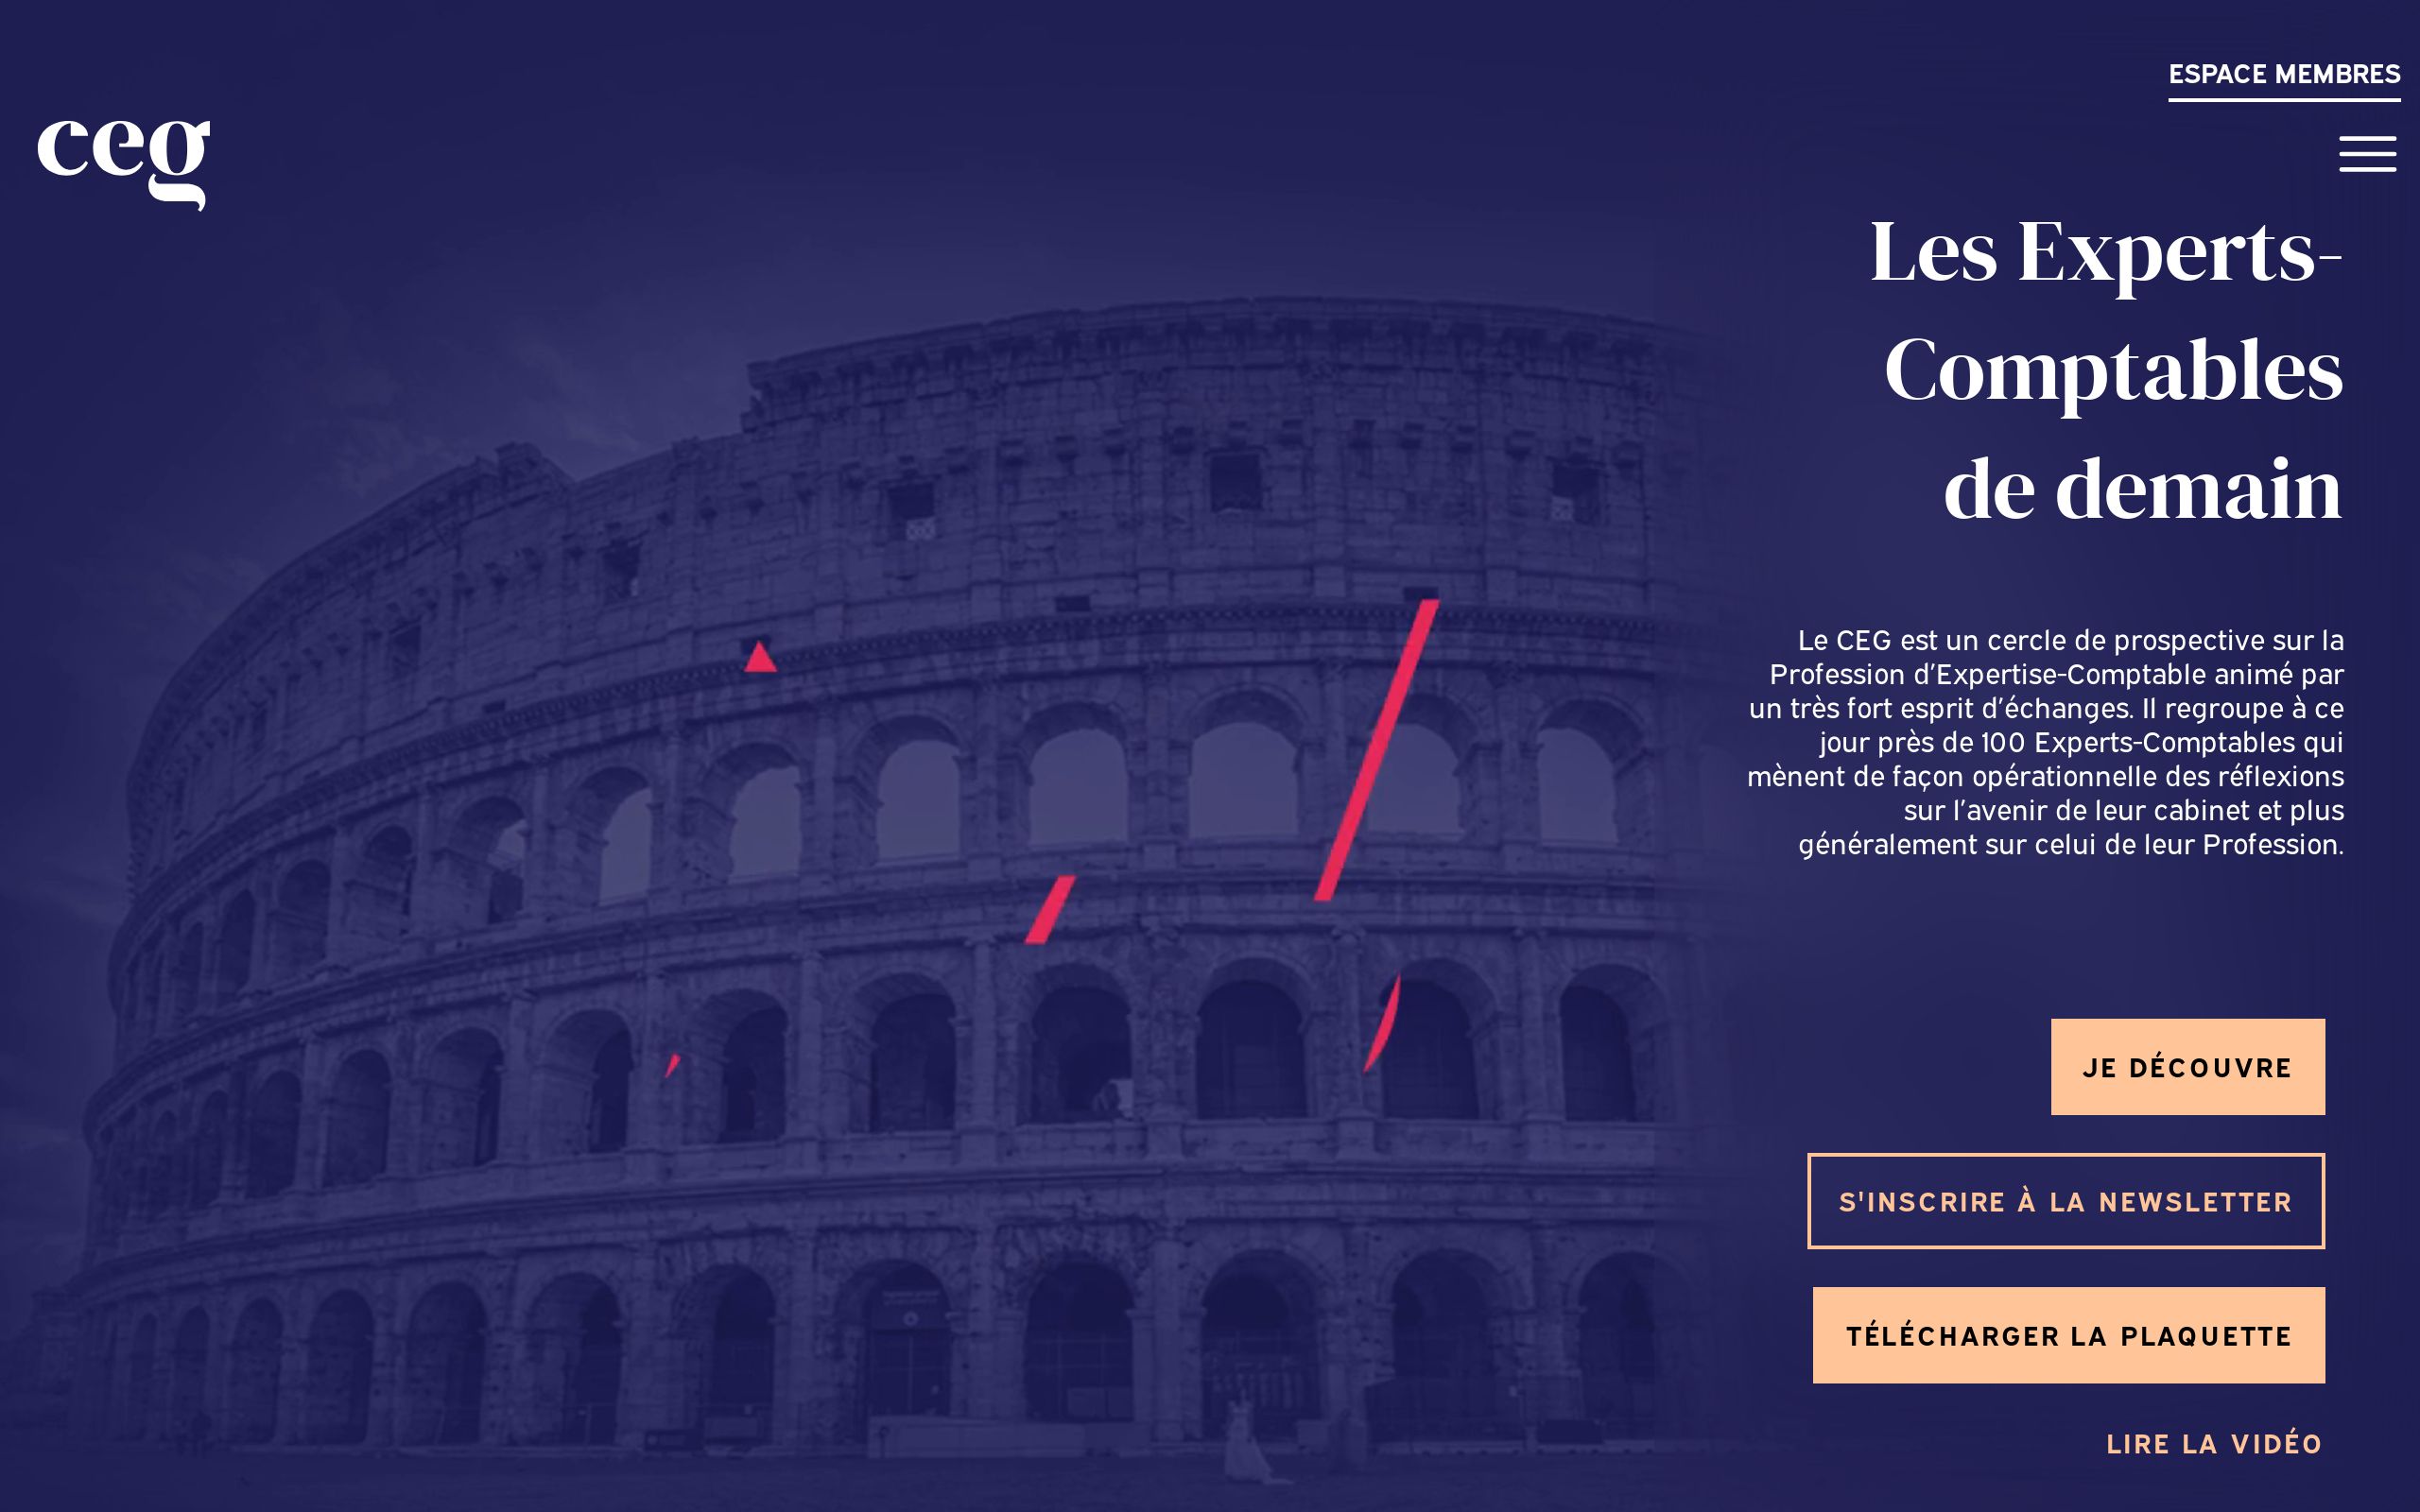 ESPACE MEMBRES
ceg
Les Experts-
Comptables
de demain
Le CEG est un cercle de prospective sur la
Profession d’Expertise-Comptable animé par
un très fort esprit d’échanges. Il regroupe à ce
jour près de 100 Experts-Comptables qui
mènent de façon opérationnelle des réflexions
sur l’avenir de leur cabinet et plus
généralement sur celui de leur Profession.
JE DÉCOUVRE
S'INSCRIRE À LA NEWSLETTER
TÉLÉCHARGER LA PLAQUETTE
LIRE LA VIDÉO